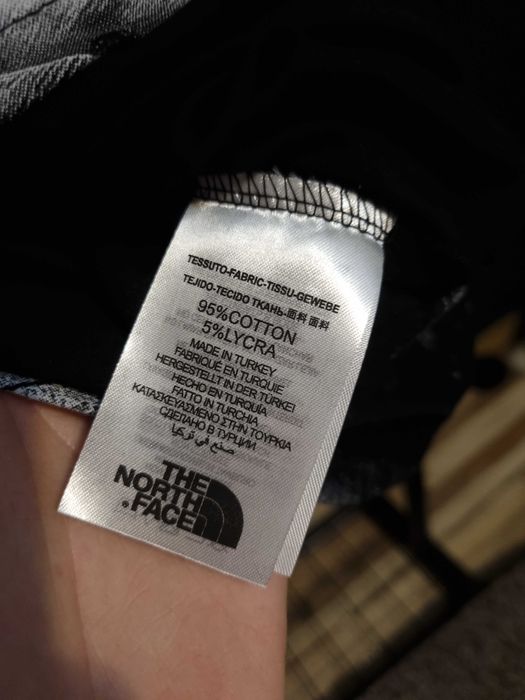 TESSUTO-FABRIC-TISSU-GEWEBE
TEJIDO-TECIDO ТКАНЬ-面料 面料
95%COTTON
5%LYCRA
MADE IN TURKEY
FABRIQUÉ EN TURQUIE
HERGESTELLT IN DER TÜRKEI
HECHO EN TURQUÍA
FATTO IN TURCHIA
ΚΑΤΑΣΚΕΥΑΣΜΕΝΟ ΣΤΗΝ ΤΟΥΡΚΙΑ
СДЕЛАНО В ТУРЦИИ
صنع في تركيا
THE
NORTH
FACE